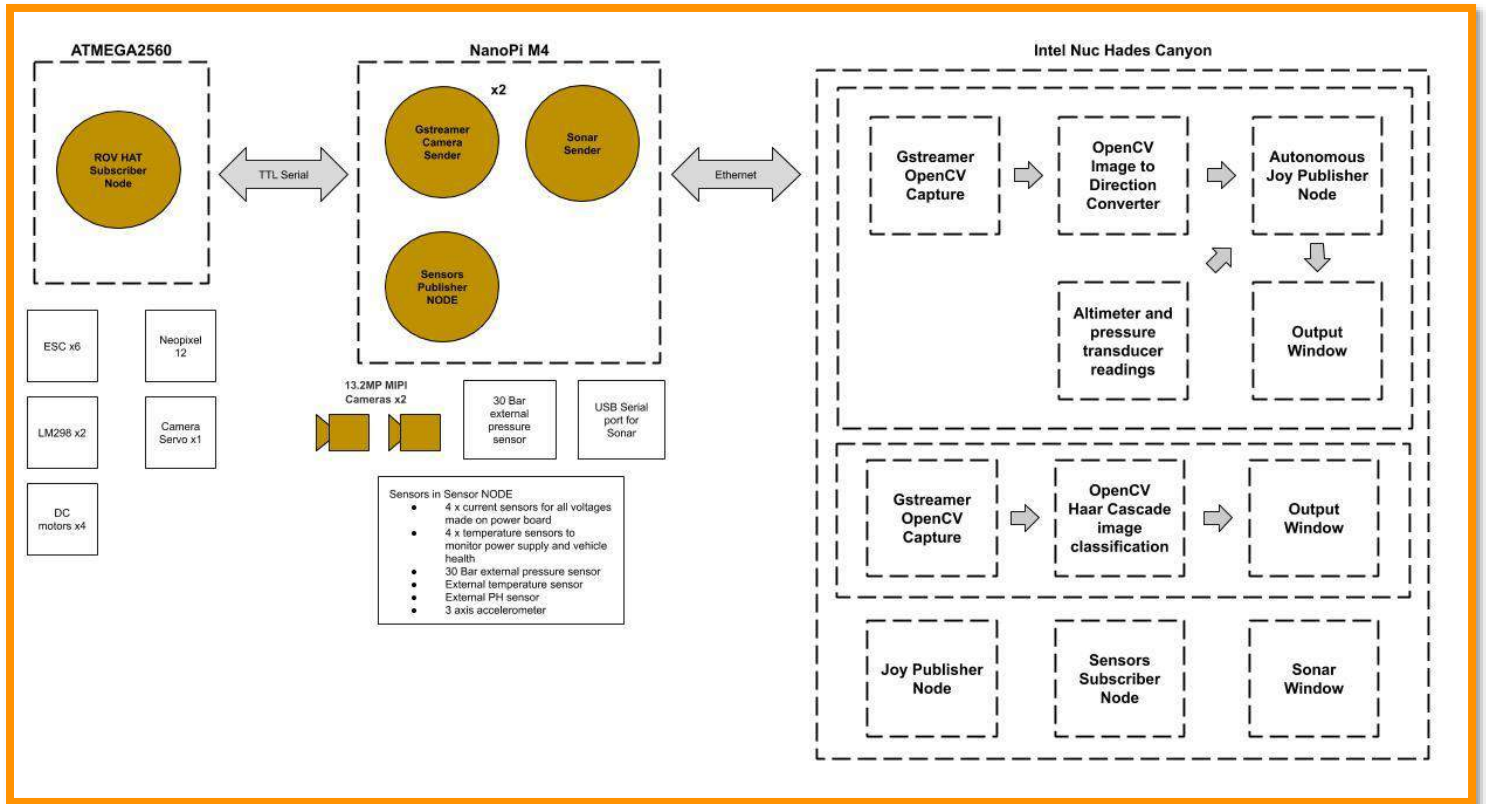 ATMEGA2560
ROV HAT
Subscriber
Node
TTL Serial
ESC x6
Neopixel
12
LM298 x2
Camera
Servo x1
DC
motors x4
NanoPi M4
x2
Gstreamer
Camera
Sender
Sonar
Sender
Sensors
Publisher
NODE
Ethernet
13.2MP MIPI
Cameras x2
30 Bar
external
pressure
sensor
USB Serial
port for
Sonar
Sensors in Sensor NODE
● 4 x current sensors for all voltages
made on power board
● 4 x temperature sensors to
monitor power supply and vehicle
health
● 30 Bar external pressure sensor
● External temperature sensor
● External PH sensor
● 3 axis accelerometer
Intel Nuc Hades Canyon
Gstreamer
OpenCV
Capture
OpenCV
Image to
Direction
Converter
Autonomous
Joy Publisher
Node
Altimeter and
pressure
transducer
readings
Output
Window
Gstreamer
OpenCV
Capture
OpenCV
Haar Cascade
image
classification
Output
Window
Joy Publisher
Node
Sensors
Subscriber
Node
Sonar
Window